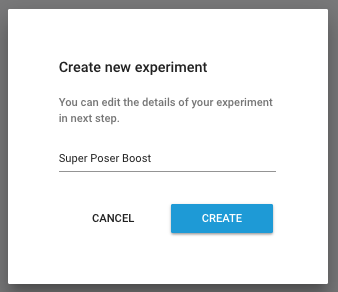 Create new experiment
You can edit the details of your experiment
in next step.
Super Poser Boost
CANCEL
CREATE